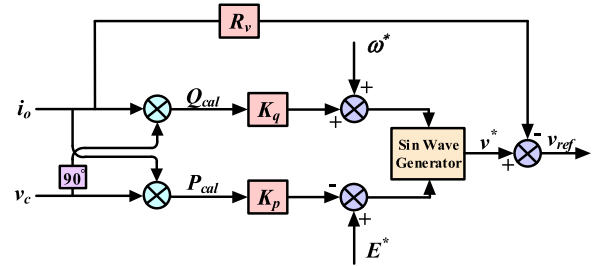 R_v
ω*
i_o
Q_cal
K_q
+
+
Sin Wave
Generator
v*
-
+
v_ref
90°
v_c
P_cal
K_p
-
+
E*